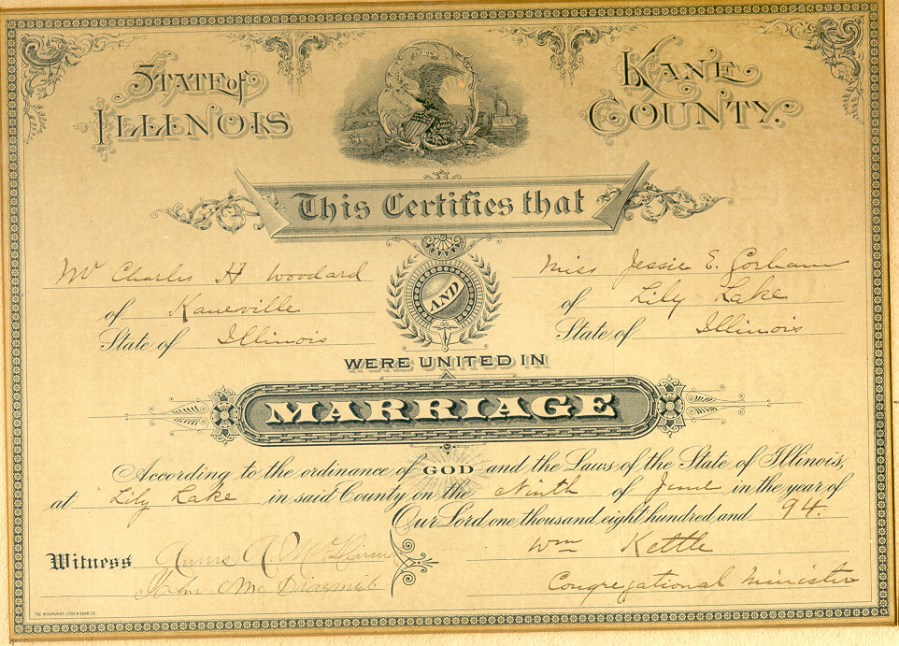 State of Illinois
Kane County.
This Certifies that
Mr Charles H Woodard
of Kaneville
State of Illinois
AND
Miss Jessie E. Gorham
of Lily Lake
State of Illinois
WERE UNITED IN
MARRIAGE
According to the ordinance of GOD and the Laws of the State of Illinois,
at Lily Lake in said County on the Ninth of June in the year of
Our Lord one thousand eight hundred and 94.
Wm Kettle
Congregational Minister
Witness
John Mc